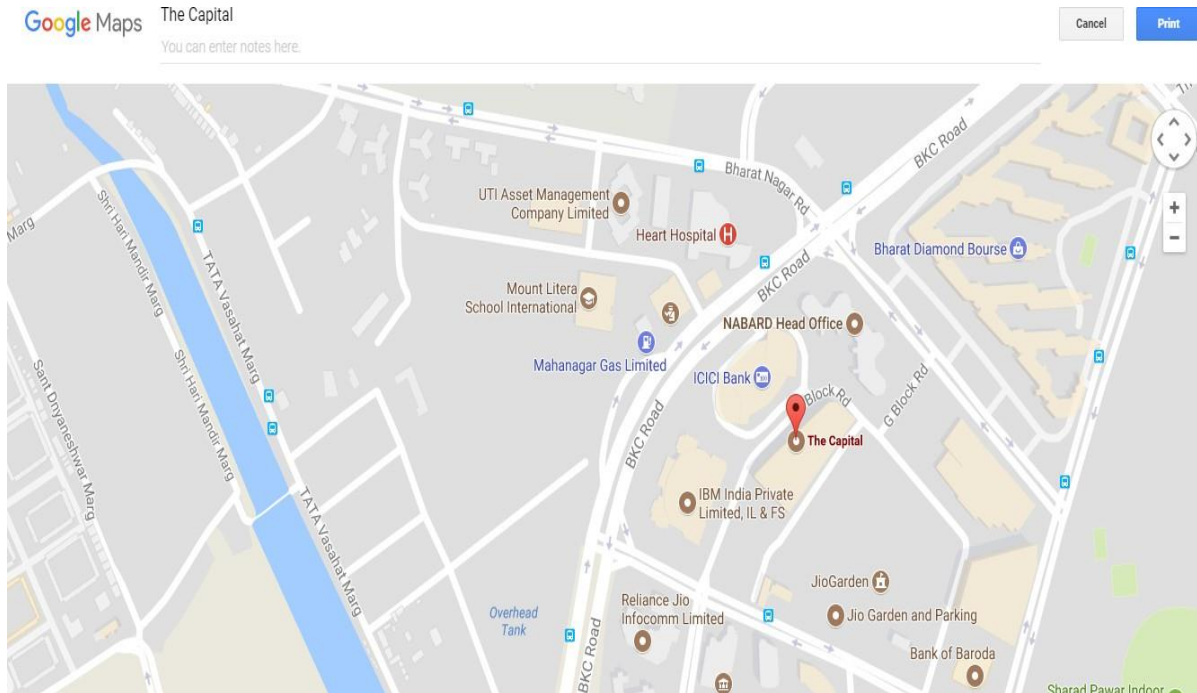 Google Maps
The Capital
You can enter notes here.
Cancel
Print
BKC Road
Bharat Nagar Rd
UTI Asset Management
Company Limited
Heart Hospital
H
Marg
Shri Hari Mandir Marg
TATA Vasahat Marg
Bharat Diamond Bourse
+
−
BKC Road
Mount Litera
School International
NABARD Head Office
Mahanagar Gas Limited
ICICI Bank
Block Rd
G Block Rd
Sant Dnyaneshwar Marg
Shri Hari Mandir Marg
The Capital
BKC Road
IBM India Private
Limited, IL & FS
TATA Vasahat Marg
JioGarden
Overhead
Tank
Reliance Jio
Infocomm Limited
Jio Garden and Parking
BKC Road
Bank of Baroda
Sharad Pawar Indoor